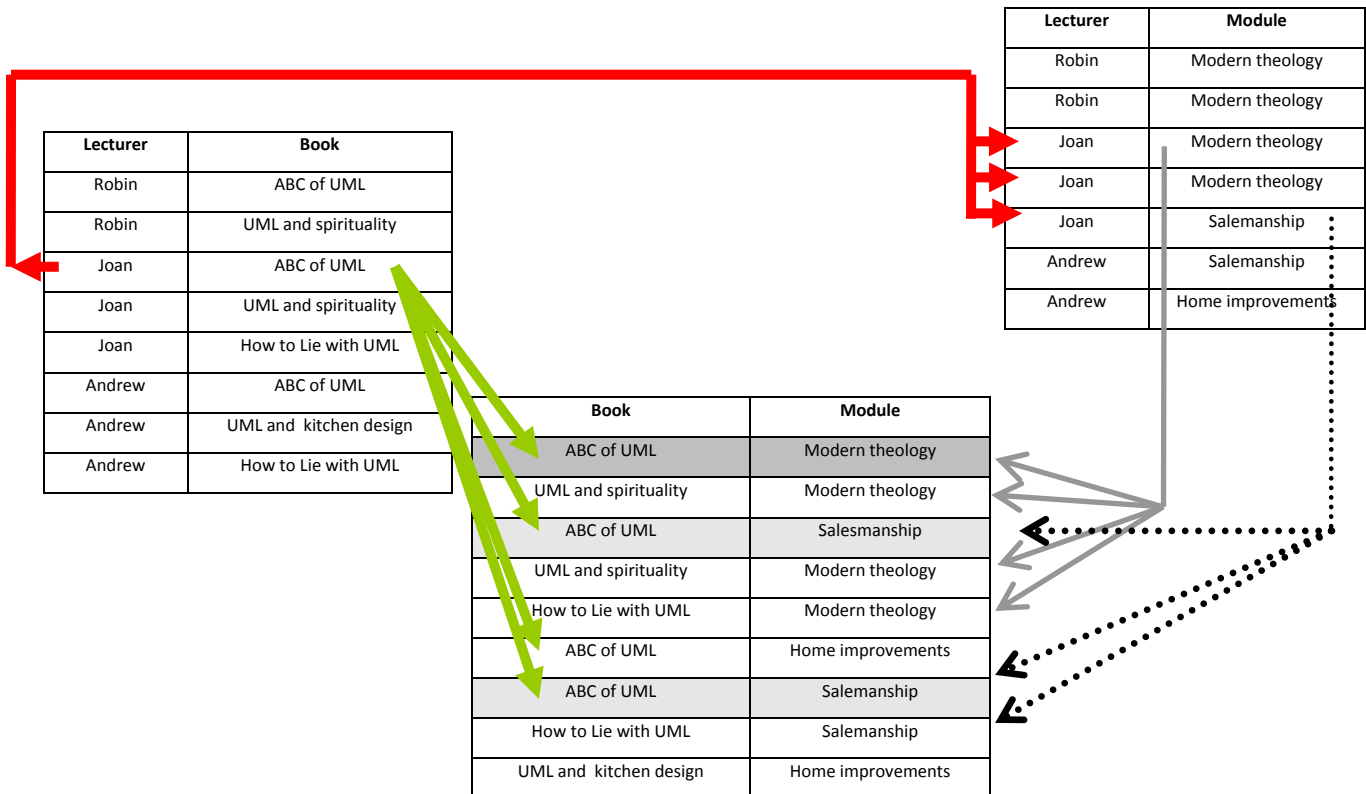 Lecturer Module
Robin Modern theology
Robin Modern theology
Joan Modern theology
Joan Modern theology
Joan Salemanship
Andrew Salemanship
Andrew Home improvements
Lecturer Book
Robin ABC of UML
Robin UML and spirituality
Joan ABC of UML
Joan UML and spirituality
Joan How to Lie with UML
Andrew ABC of UML
Andrew UML and kitchen design
Andrew How to Lie with UML
Book Module
ABC of UML Modern theology
UML and spirituality Modern theology
ABC of UML Salesmanship
UML and spirituality Modern theology
How to Lie with UML Modern theology
ABC of UML Home improvements
ABC of UML Salemanship
How to Lie with UML Salemanship
UML and kitchen design Home improvements